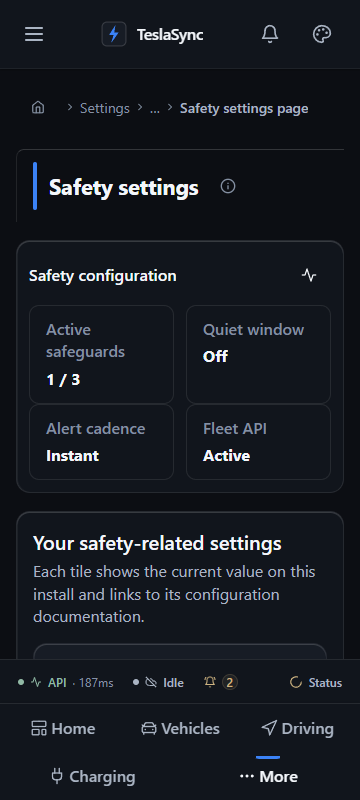 TeslaSync
Settings > ... > Safety settings page
Safety settings
Safety configuration
Active safeguards
1 / 3
Quiet window
Off
Alert cadence
Instant
Fleet API
Active
Your safety-related settings
Each tile shows the current value on this
install and links to its configuration
documentation.
API · 187ms
Idle
2
Status
Home
Vehicles
Driving
Charging
More